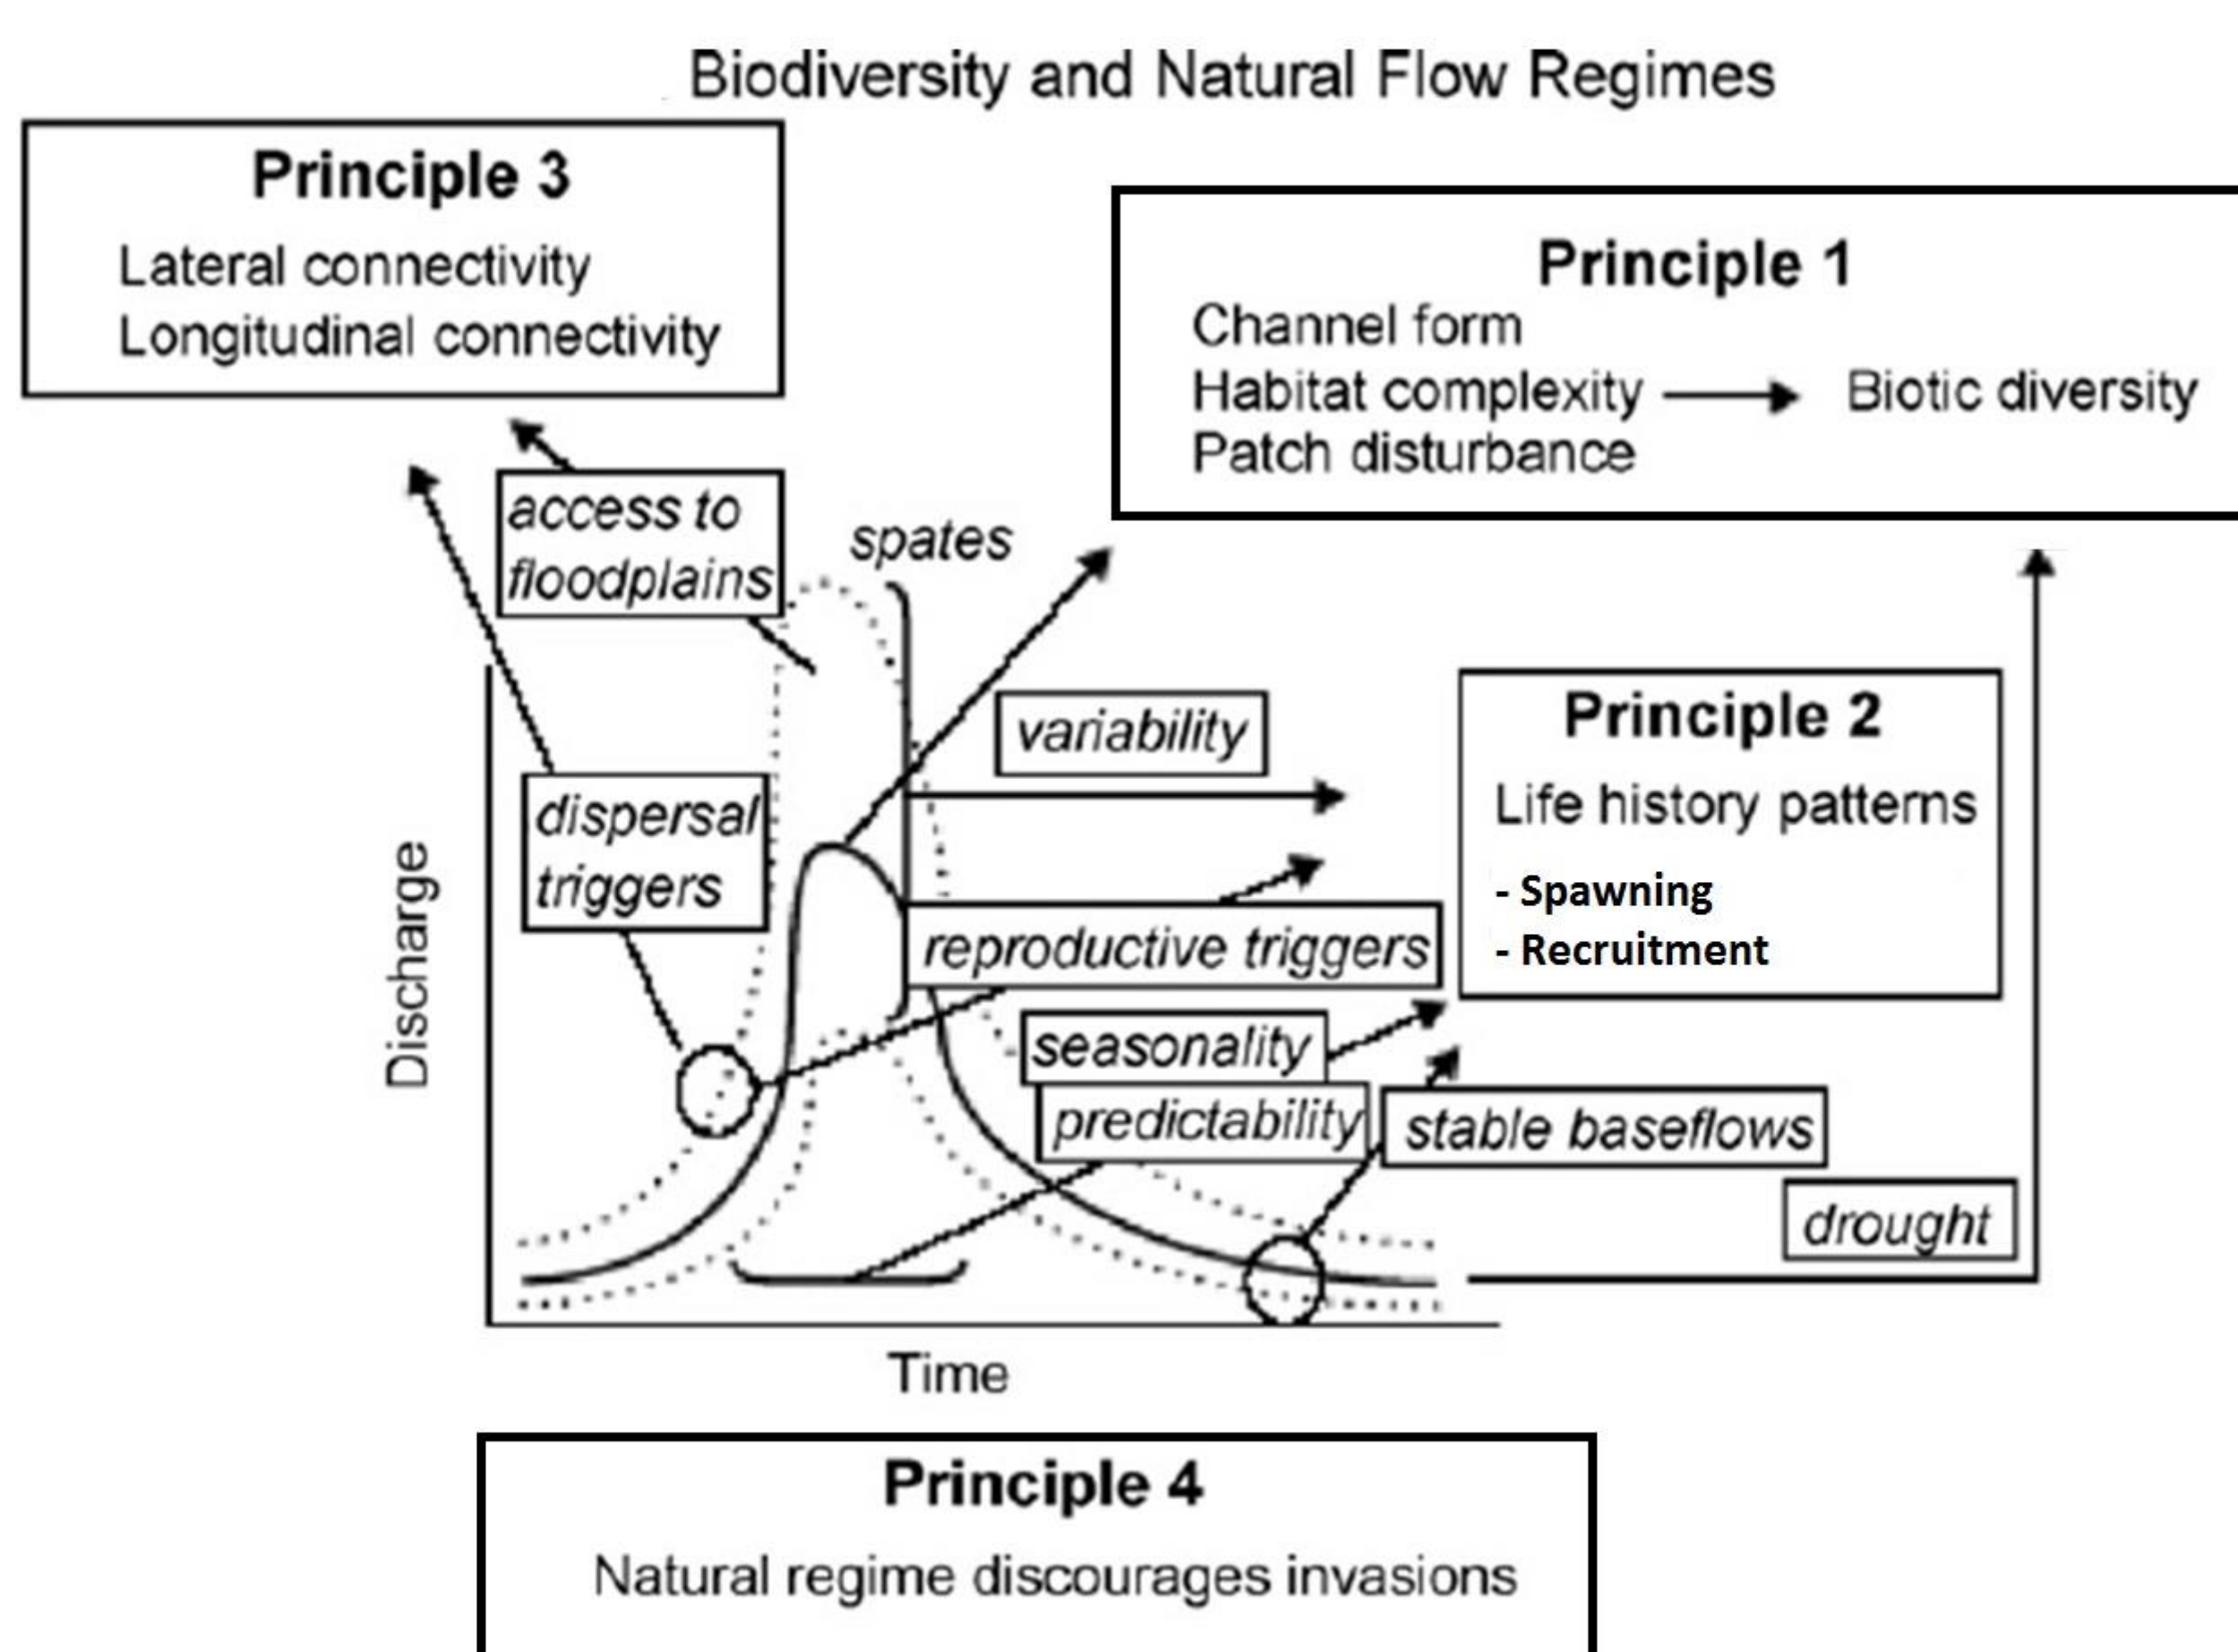 Biodiversity and Natural Flow Regimes
Principle 3
Lateral connectivity
Longitudinal connectivity
Principle 1
Channel form
Habitat complexity
Biotic diversity
Patch disturbance
access to
floodplains
spates
variability
Principle 2
Life history patterns
- Spawning
- Recruitment
dispersal
triggers
reproductive triggers
seasonality
predictability
stable baseflows
drought
Discharge
Time
Principle 4
Natural regime discourages invasions